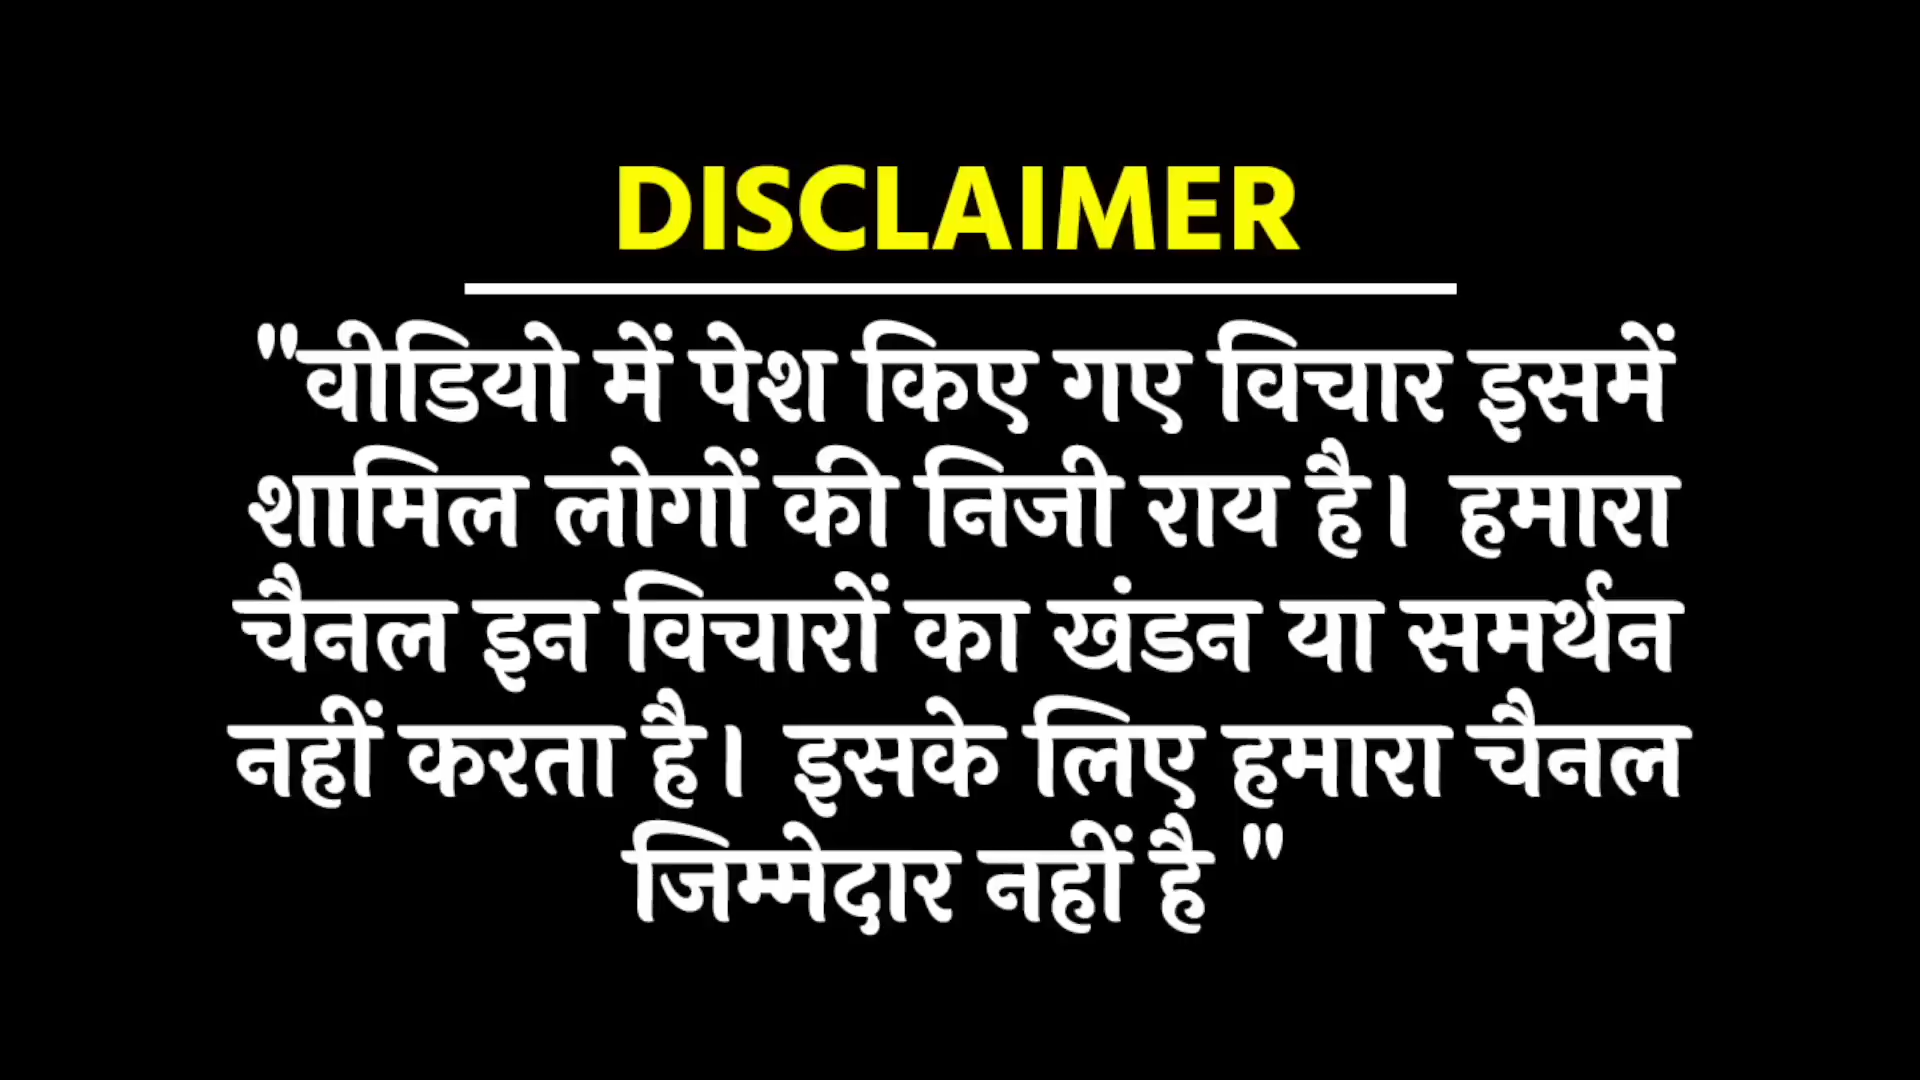 DISCLAIMER
"वीडियो में पेश किए गए विचार इसमें
शामिल लोगों की निजी राय है। हमारा
चैनल इन विचारों का खंडन या समर्थन
नहीं करता है। इसके लिए हमारा चैनल
जिम्मेदार नहीं है "